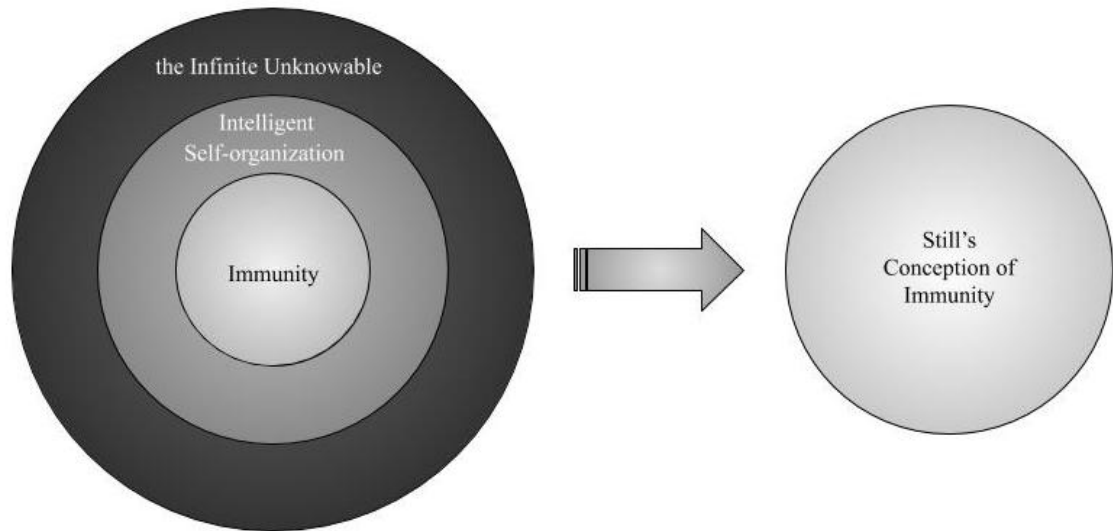 the Infinite Unknowable
Intelligent
Self-organization
Immunity
Still's
Conception of
Immunity